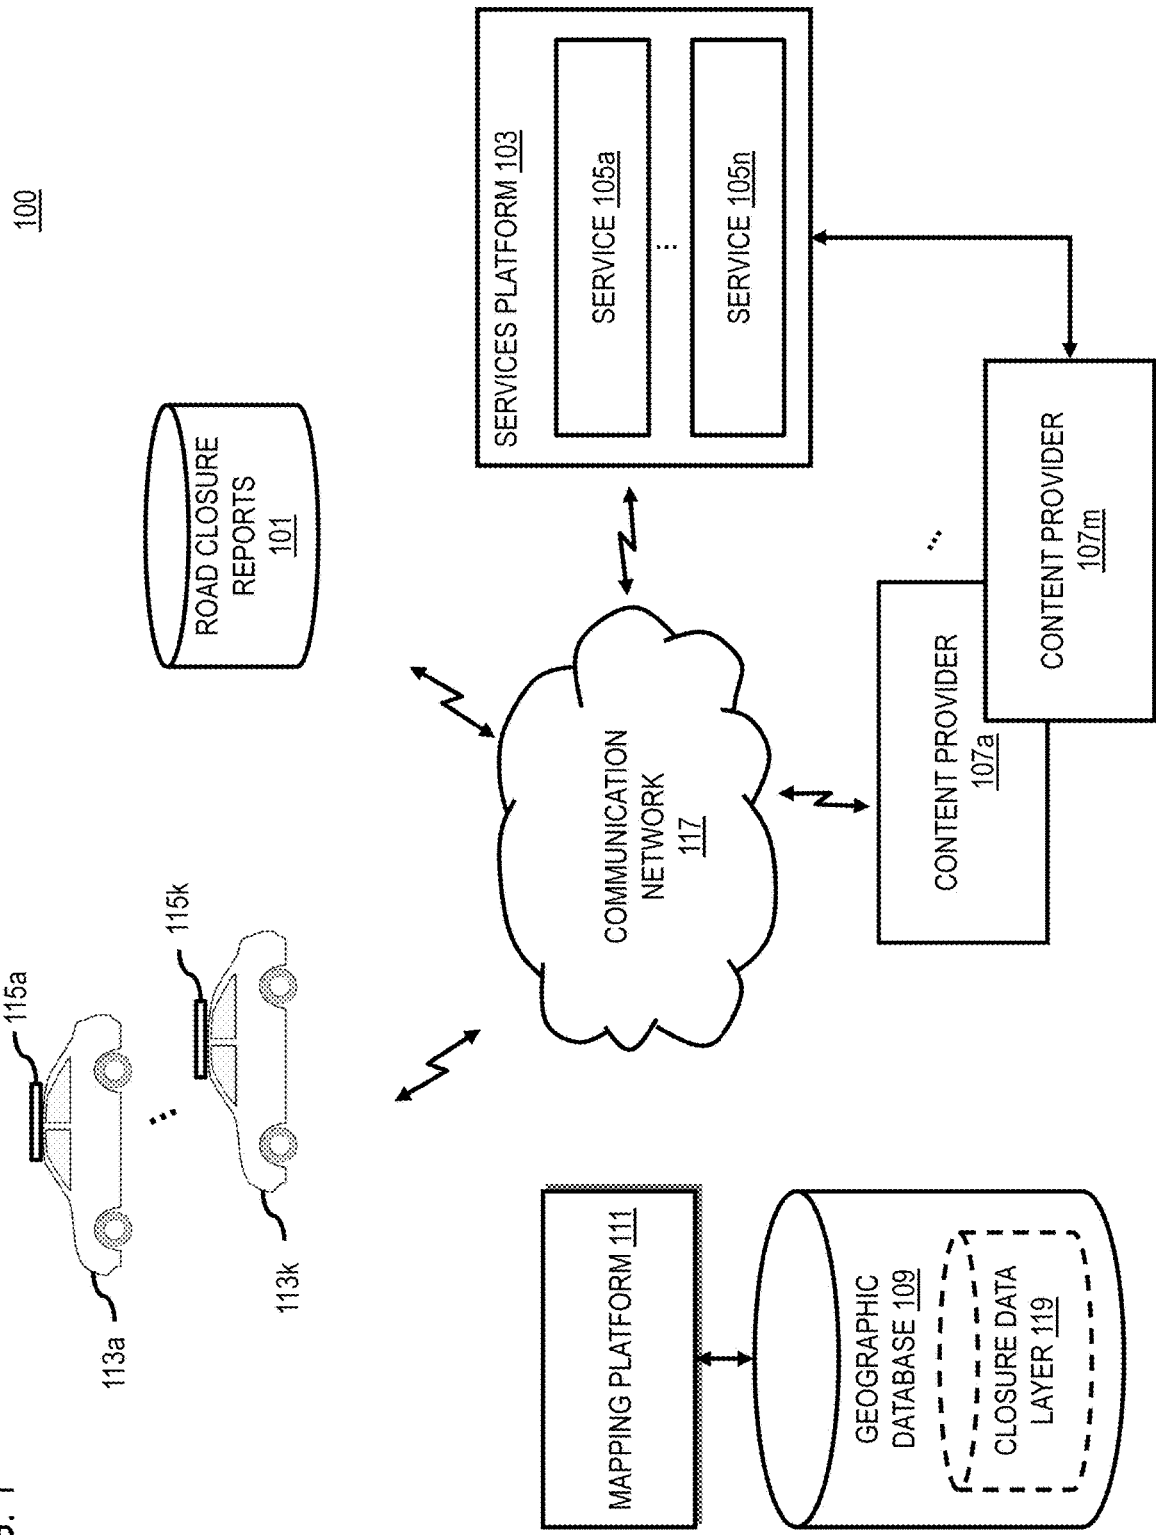 100
115a
115k
113a
113k
ROAD CLOSURE
REPORTS
101
SERVICES PLATFORM 103
SERVICE 105a
...
SERVICE 105n
COMMUNICATION
NETWORK
117
MAPPING PLATFORM 111
GEOGRAPHIC
DATABASE 109
CLOSURE DATA
LAYER 119
CONTENT PROVIDER
107a
...
CONTENT PROVIDER
107m